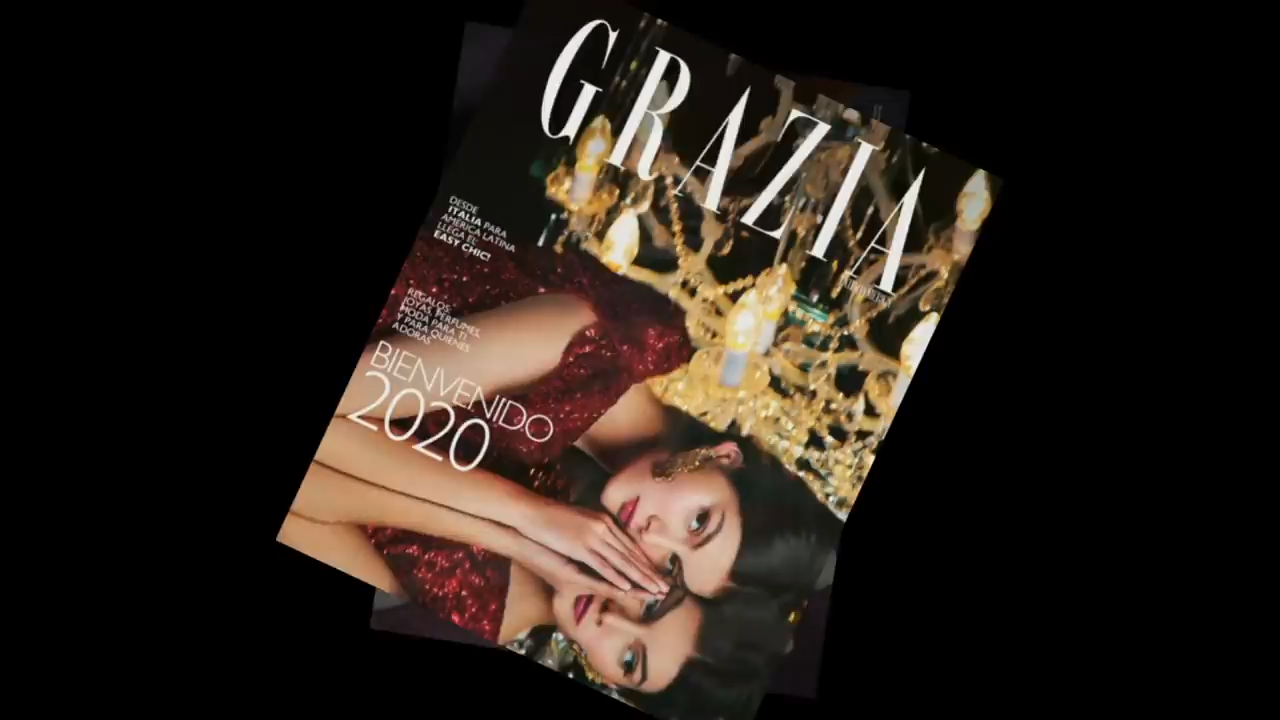 GRAZIA
DESDE
ITALIA PARA
AMÉRICA LATINA
LLEGA EL
EASY CHIC!
REGALOS:
JOYAS, PERFUMES,
MODA PARA TI
Y PARA QUIENES
ADORAS
BIENVENIDO
2020